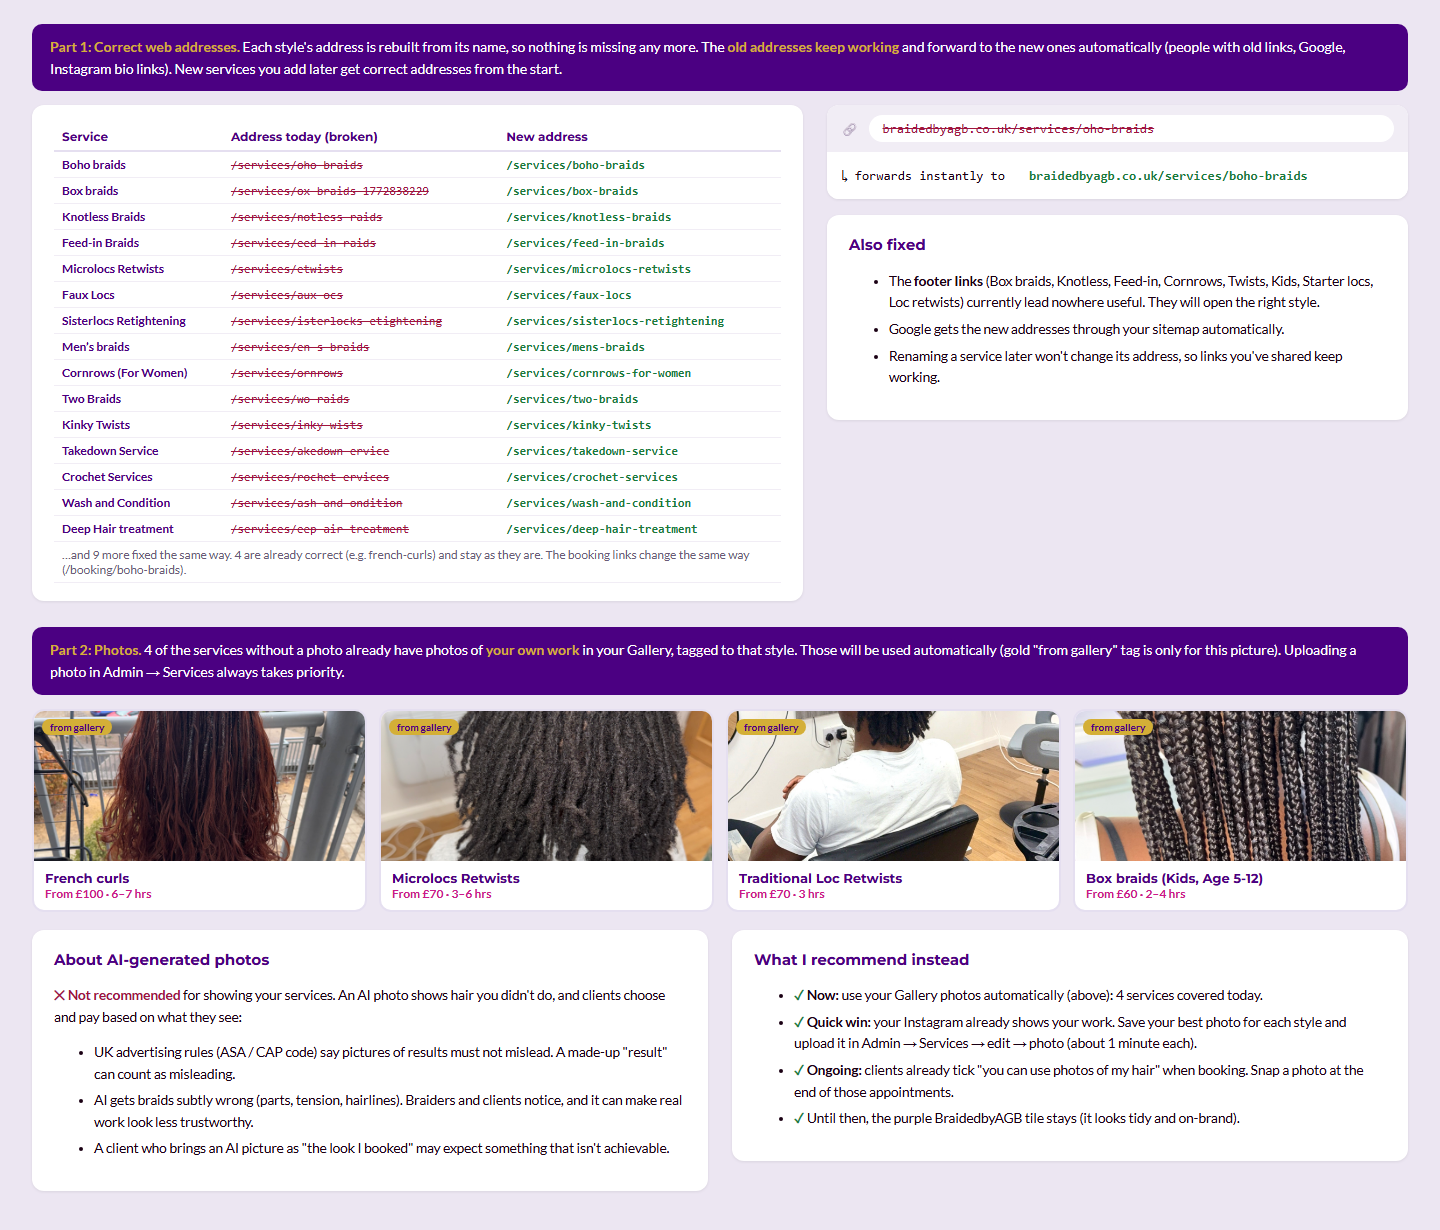 Part 1: Correct web addresses. Each style's address is rebuilt from its name, so nothing is missing any more. The old addresses keep working and forward to the new ones automatically (people with old links, Google,
Instagram bio links). New services you add later get correct addresses from the start.
Service Address today (broken) New address
Boho braids /services/oho-braids /services/boho-braids
Box braids /services/ox-braids-1772838229 /services/box-braids
Knotless Braids /services/notless-raids /services/knotless-braids
Feed-in Braids /services/eed-in-raids /services/feed-in-braids
Microlocs Retwists /services/etwists /services/microlocs-retwists
Faux Locs /services/aux-ocs /services/faux-locs
Sisterlocs Retightening /services/isterlocks-etightening /services/sisterlocs-retightening
Men's braids /services/en-s-braids /services/mens-braids
Cornrows (For Women) /services/ornrows /services/cornrows-for-women
Two Braids /services/wo-raids /services/two-braids
Kinky Twists /services/inky-wists /services/kinky-twists
Takedown Service /services/akedown-ervice /services/takedown-service
Crochet Services /services/rochet-ervices /services/crochet-services
Wash and Condition /services/ash-and-ondition /services/wash-and-condition
Deep Hair treatment /services/eep-air-treatment /services/deep-hair-treatment
...and 9 more fixed the same way. 4 are already correct (e.g. french-curls) and stay as they are. The booking links change the same way
(/booking/boho-braids).
braidedbyagb.co.uk/services/oho-braids
↳ forwards instantly to braidedbyagb.co.uk/services/boho-braids
Also fixed
• The footer links (Box braids, Knotless, Feed-in, Cornrows, Twists, Kids, Starter locs,
Loc retwists) currently lead nowhere useful. They will open the right style.
• Google gets the new addresses through your sitemap automatically.
• Renaming a service later won't change its address, so links you've shared keep
working.
Part 2: Photos. 4 of the services without a photo already have photos of your own work in your Gallery, tagged to that style. Those will be used automatically (gold "from gallery" tag is only for this picture). Uploading a
photo in Admin → Services always takes priority.
from gallery
French curls
From £100 · 6–7 hrs
from gallery
Microlocs Retwists
From £70 · 3–6 hrs
from gallery
Traditional Loc Retwists
From £70 · 3 hrs
from gallery
Box braids (Kids, Age 5-12)
From £60 · 2–4 hrs
About AI-generated photos
✕ Not recommended for showing your services. An AI photo shows hair you didn't do, and clients choose
and pay based on what they see:
• UK advertising rules (ASA / CAP code) say pictures of results must not mislead. A made-up "result"
can count as misleading.
• AI gets braids subtly wrong (parts, tension, hairlines). Braiders and clients notice, and it can make real
work look less trustworthy.
• A client who brings an AI picture as "the look I booked" may expect something that isn't achievable.
What I recommend instead
• ✓ Now: use your Gallery photos automatically (above): 4 services covered today.
• ✓ Quick win: your Instagram already shows your work. Save your best photo for each style and
upload it in Admin → Services → edit → photo (about 1 minute each).
• ✓ Ongoing: clients already tick "you can use photos of my hair" when booking. Snap a photo at the
end of those appointments.
• ✓ Until then, the purple BraidedbyAGB tile stays (it looks tidy and on-brand).